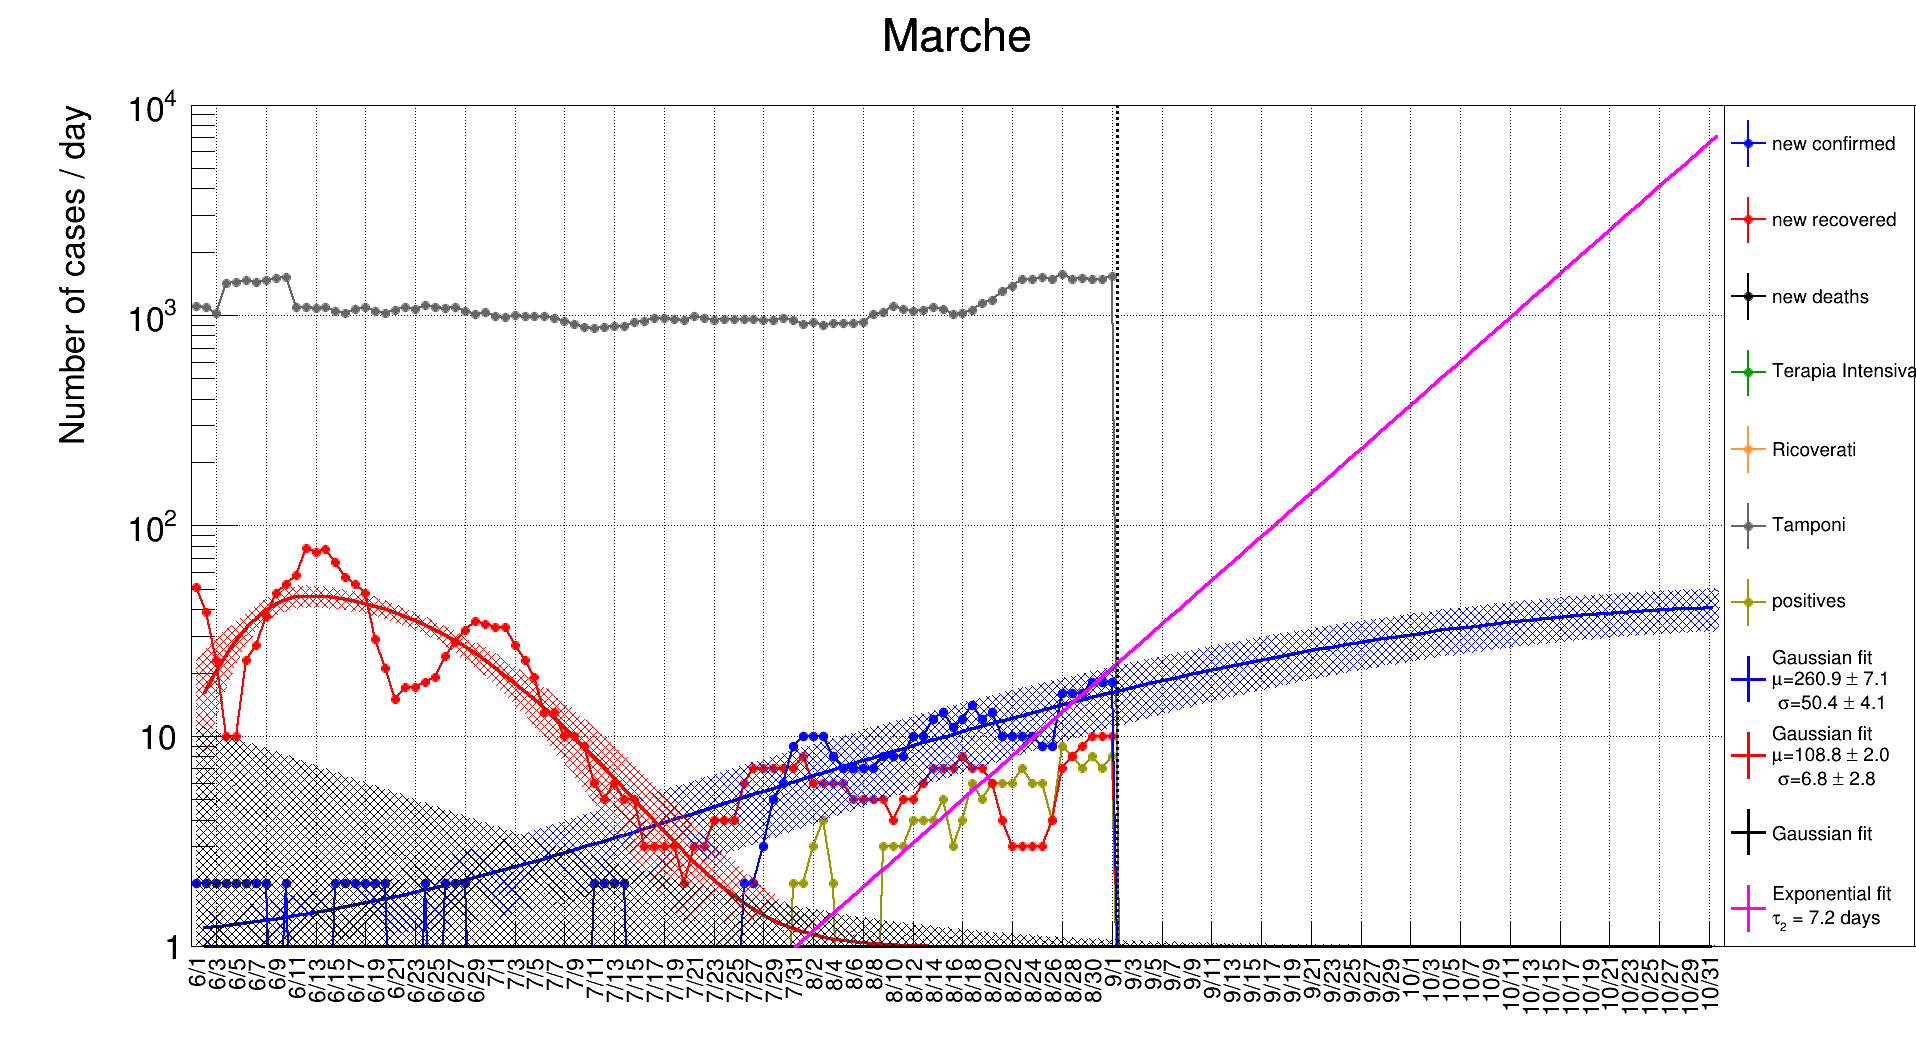 Marche
Number of cases / day
10^4
10^3
10^2
10
1
6/1 6/3 6/5 6/7 6/9 6/11 6/13 6/15 6/17 6/19 6/21 6/23 6/25 6/27 6/29 7/1 7/3 7/5 7/7 7/9 7/11 7/13 7/15 7/17 7/19 7/21 7/23 7/25 7/27 7/29 7/31 8/2 8/4 8/6 8/8 8/10 8/12 8/14 8/16 8/18 8/20 8/22 8/24 8/26 8/28 8/30 9/1 9/3 9/5 9/7 9/9 9/11 9/13 9/15 9/17 9/19 9/21 9/23 9/25 9/27 9/29 10/1 10/3 10/5 10/7 10/9 10/11 10/13 10/15 10/17 10/19 10/21 10/23 10/25 10/27 10/29 10/31
new confirmed
new recovered
new deaths
Terapia Intensiva
Ricoverati
Tamponi
positives
Gaussian fit
μ=260.9 ± 7.1
σ=50.4 ± 4.1
Gaussian fit
μ=108.8 ± 2.0
σ=6.8 ± 2.8
Gaussian fit
Exponential fit
τ₂ = 7.2 days